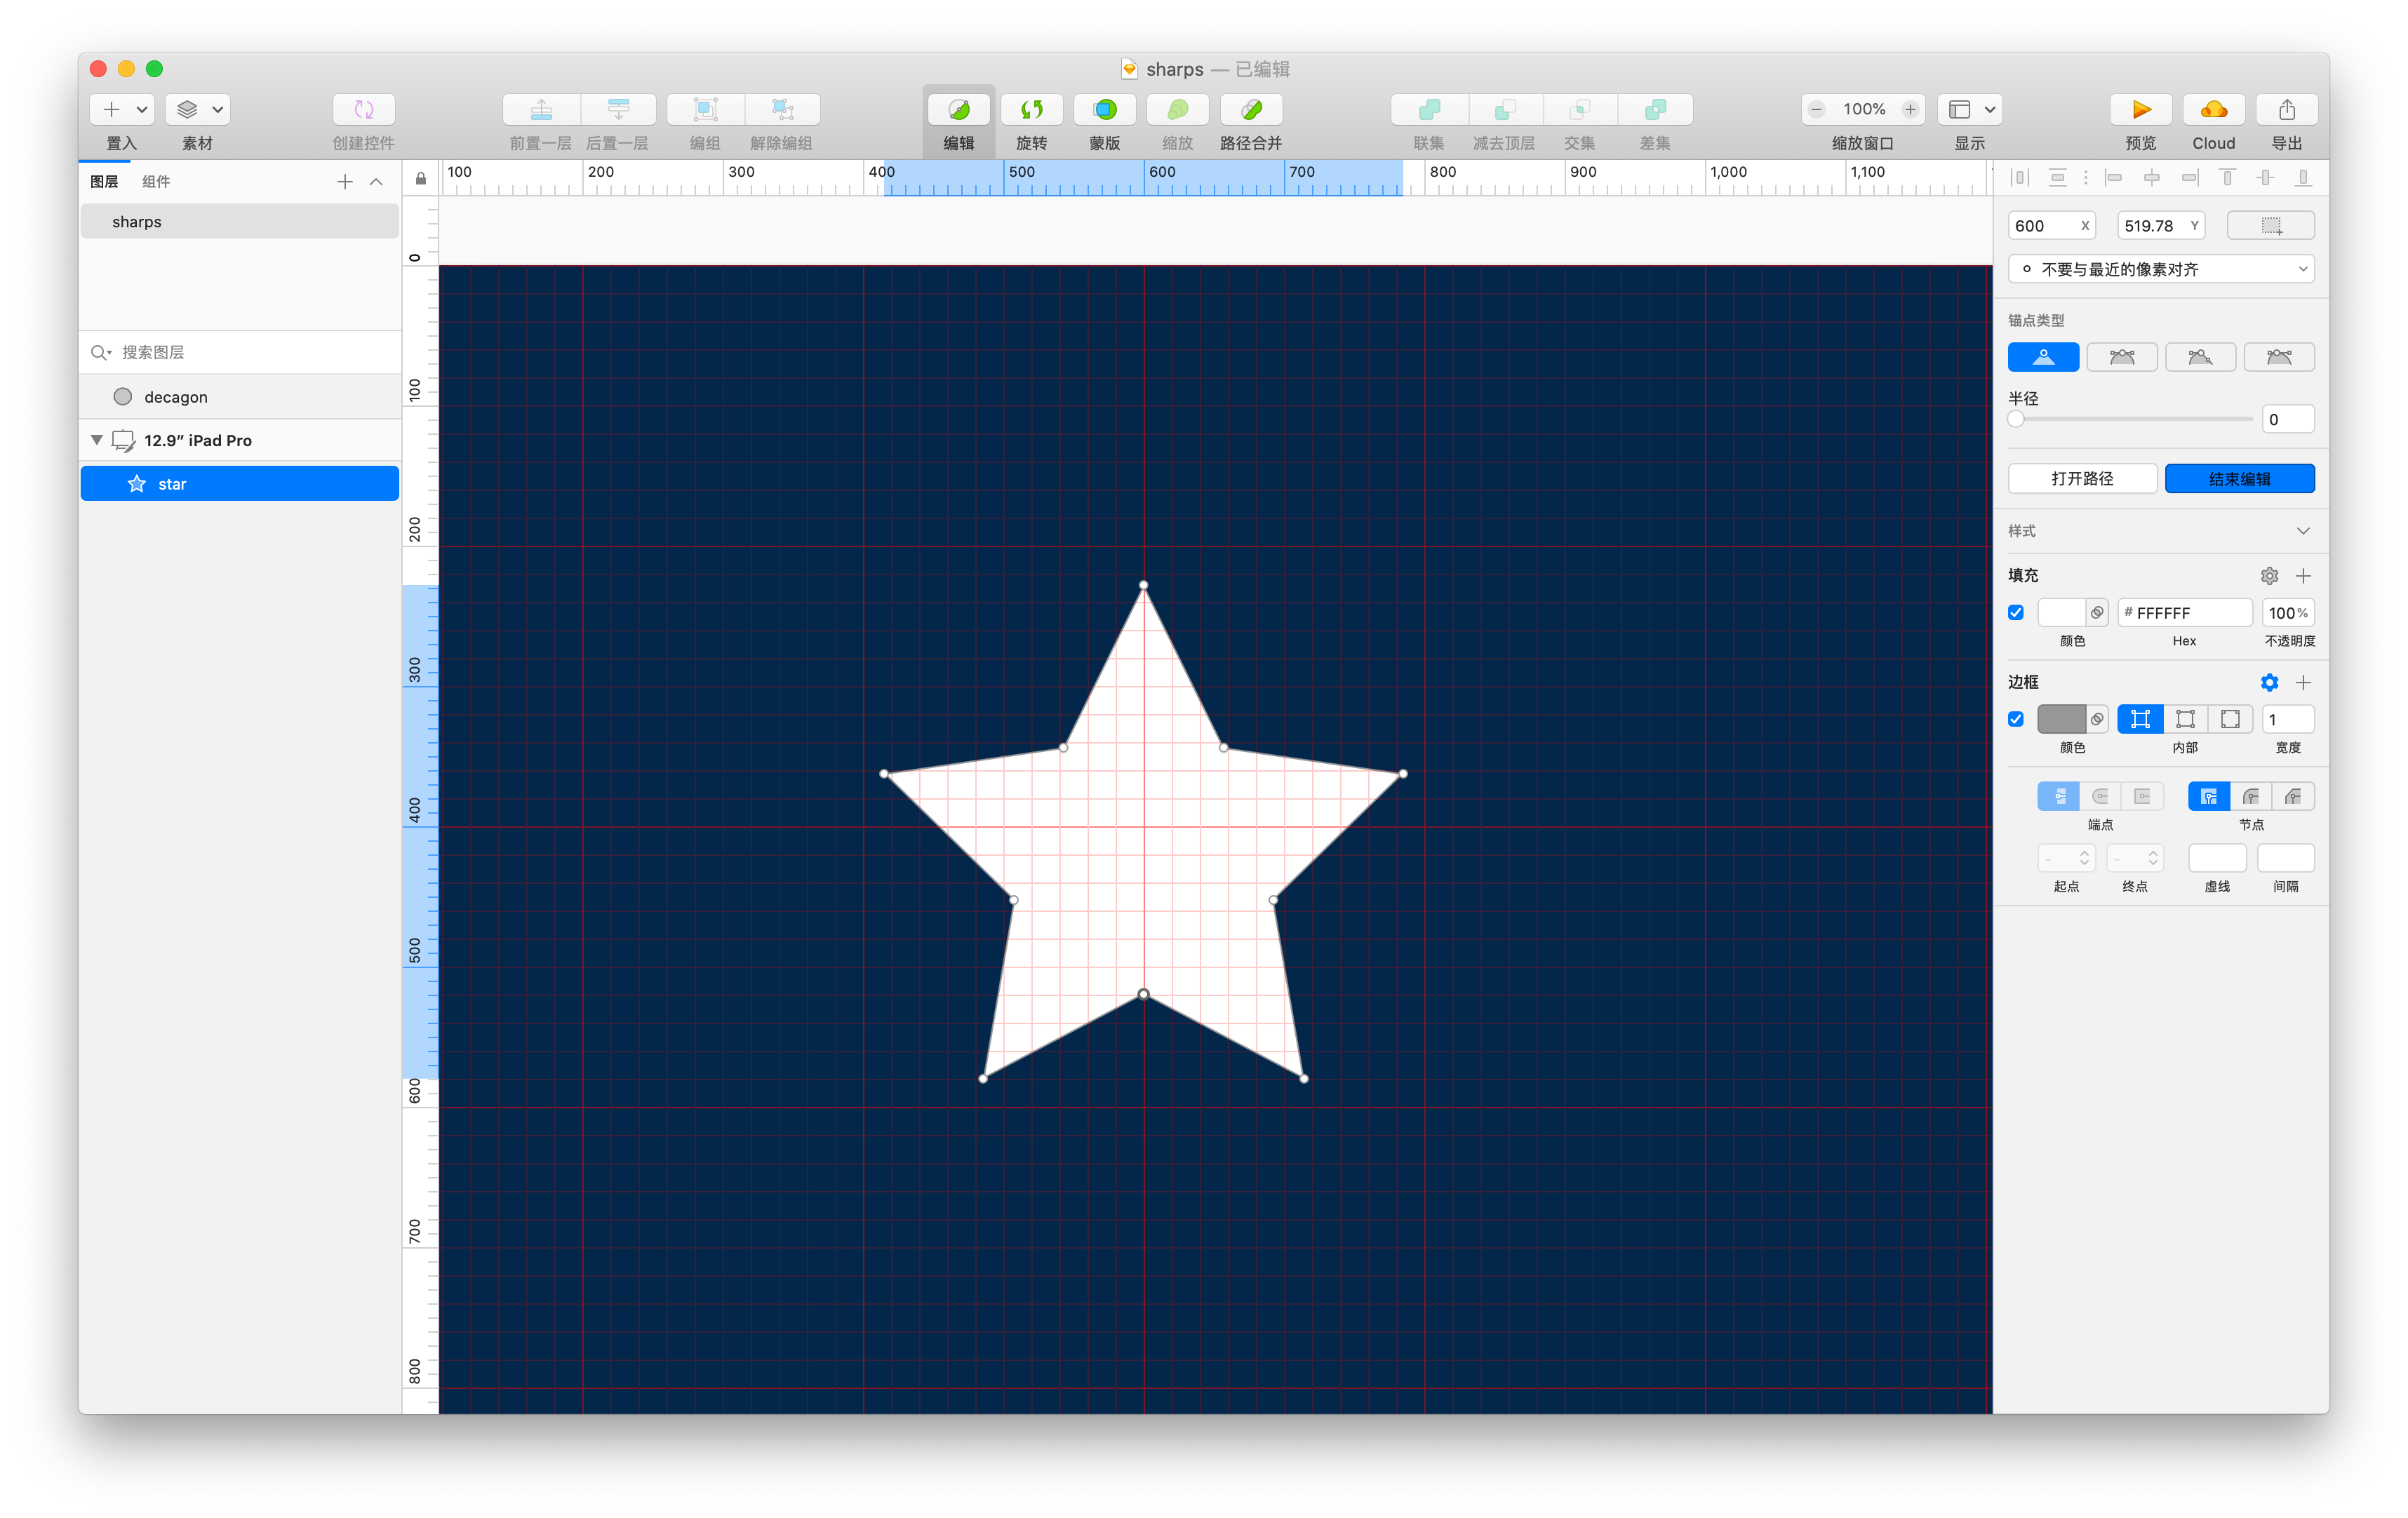 sharps — 已编辑
置入
素材
创建控件
前置一层
后置一层
编组
解除编组
编辑
旋转
蒙版
缩放
路径合并
联集
减去顶层
交集
差集
100%
缩放窗口
显示
预览
Cloud
导出
图层
组件
sharps
搜索图层
decagon
12.9” iPad Pro
star
100 200 300 400 500 600 700 800 900 1,000 1,100
0
100
200
300
400
500
600
700
800
600 X
519.78 Y
不要与最近的像素对齐
锚点类型
半径
0
打开路径
结束编辑
样式
填充
# FFFFFF
100%
颜色
Hex
不透明度
边框
1
颜色
内部
宽度
端点
节点
-
-
起点
终点
虚线
间隔